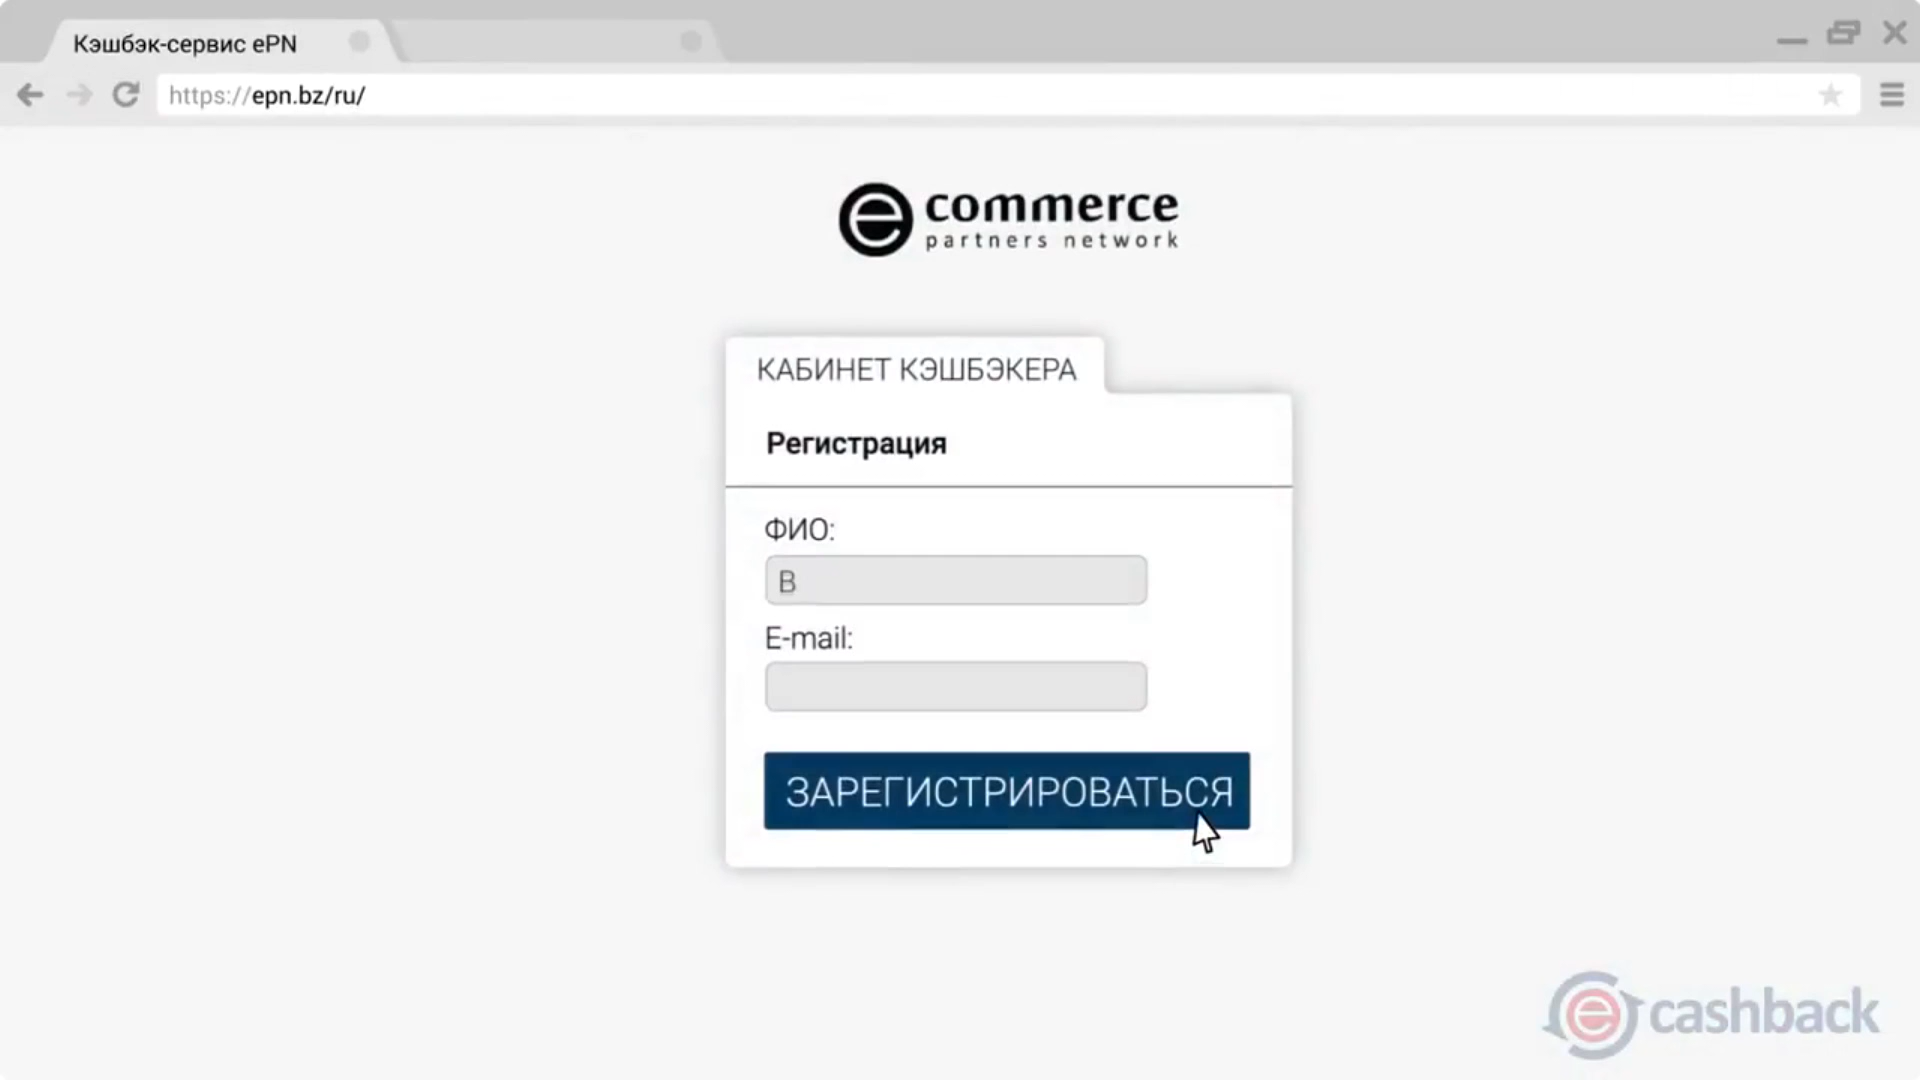 Кэшбэк-сервис ePN
https://epn.bz/ru/
e commerce
partners network
КАБИНЕТ КЭШБЭКЕРА
Регистрация
ФИО:
В
E-mail:
ЗАРЕГИСТРИРОВАТЬСЯ
e cashback